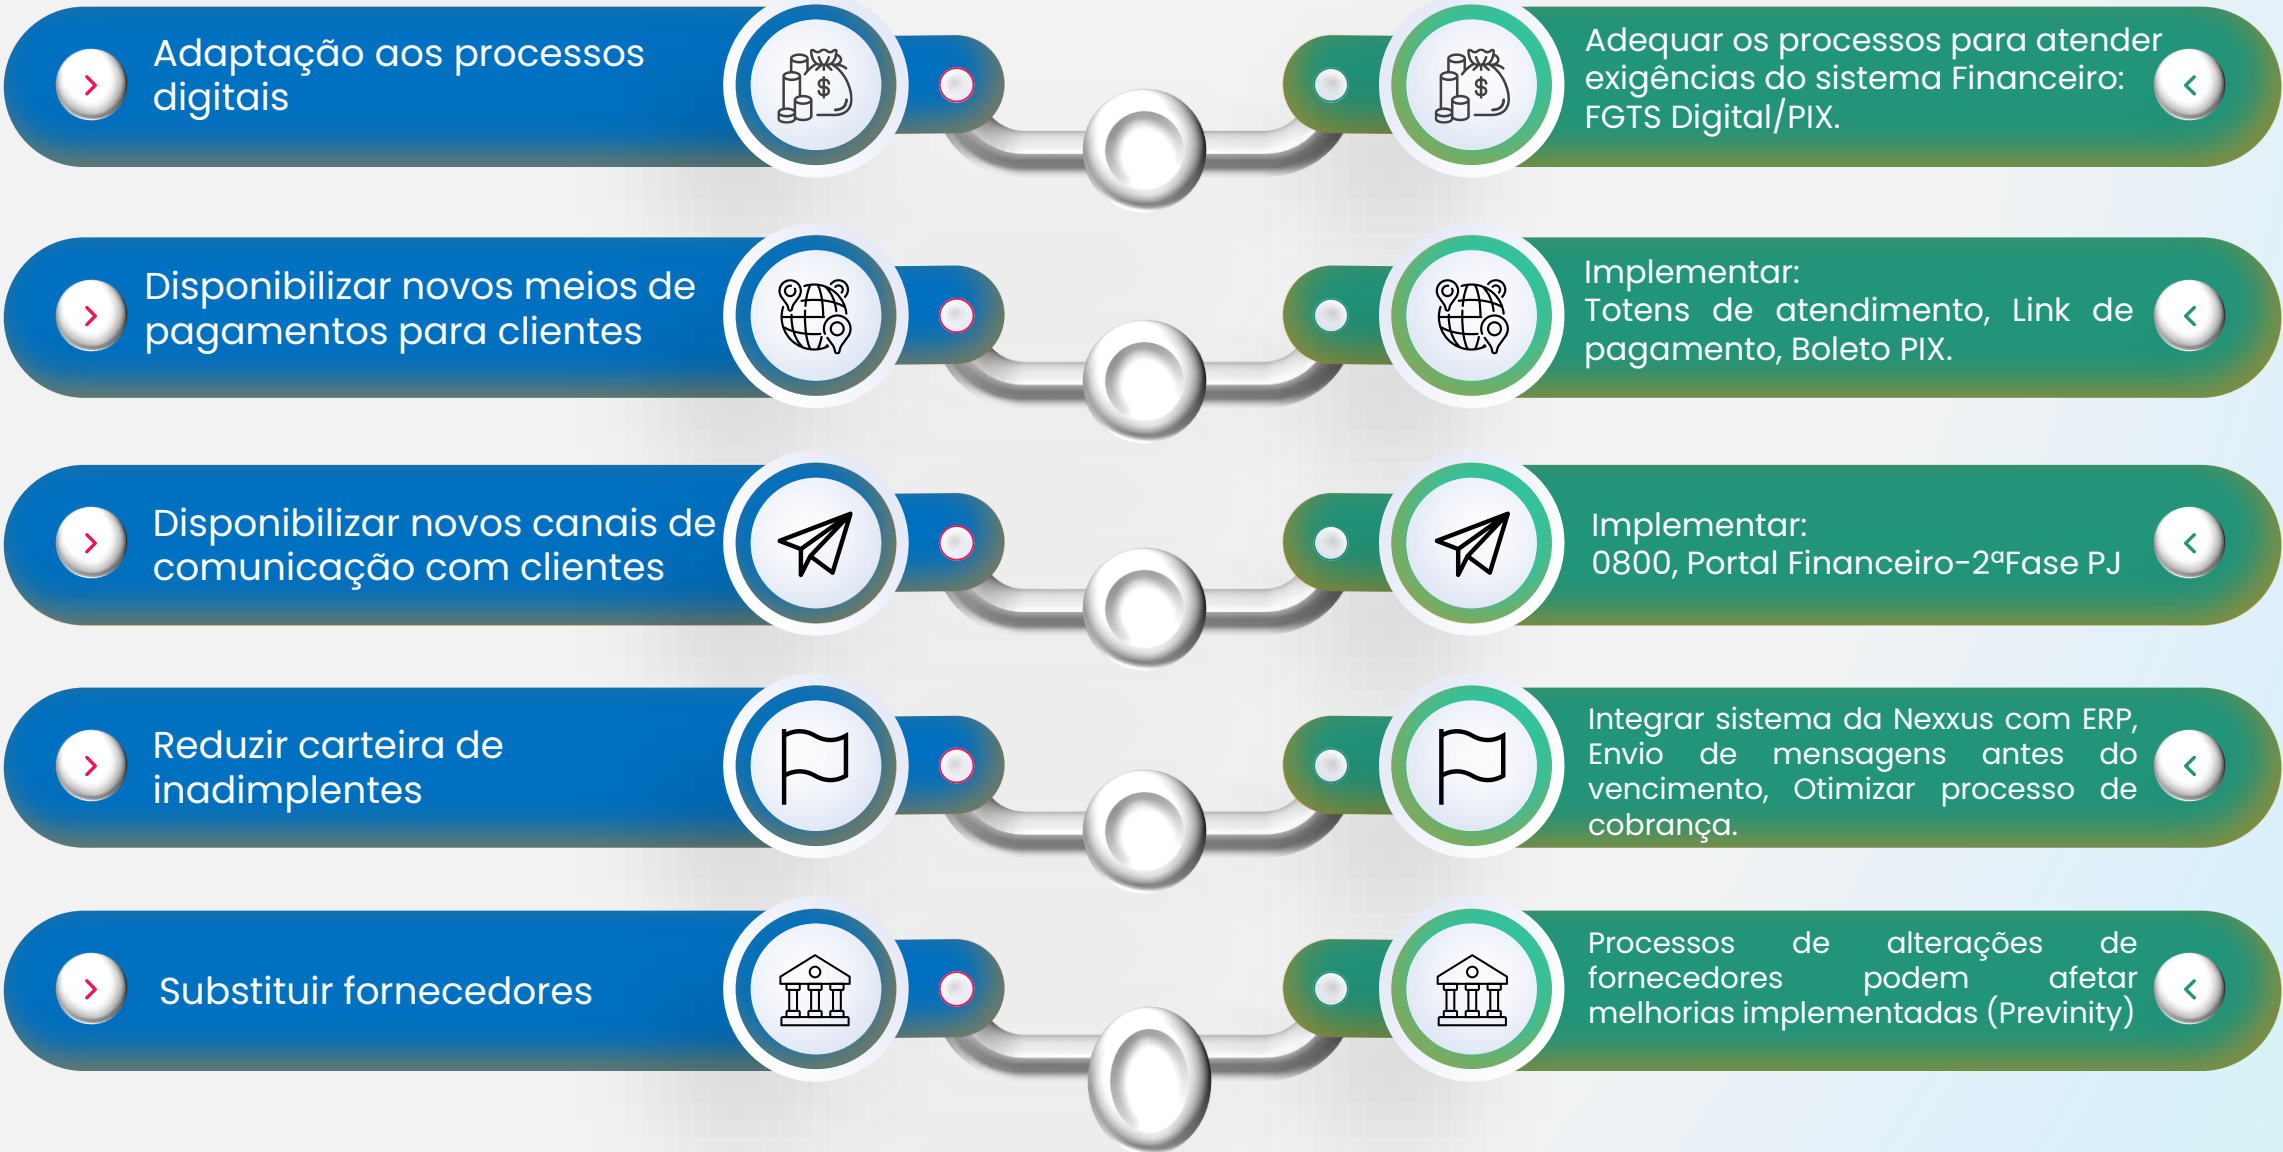 Adaptação aos processos
digitais
Adequar os processos para atender
exigências do sistema Financeiro:
FGTS Digital/PIX.
Disponibilizar novos meios de
pagamentos para clientes
Implementar:
Totens de atendimento, Link de
pagamento, Boleto PIX.
Disponibilizar novos canais de
comunicação com clientes
Implementar:
0800, Portal Financeiro-2ªFase PJ
Reduzir carteira de
inadimplentes
Integrar sistema da Nexxus com ERP,
Envio de mensagens antes do
vencimento, Otimizar processo de
cobrança.
Substituir fornecedores
Processos de alterações de
fornecedores podem afetar
melhorias implementadas (Previnity)